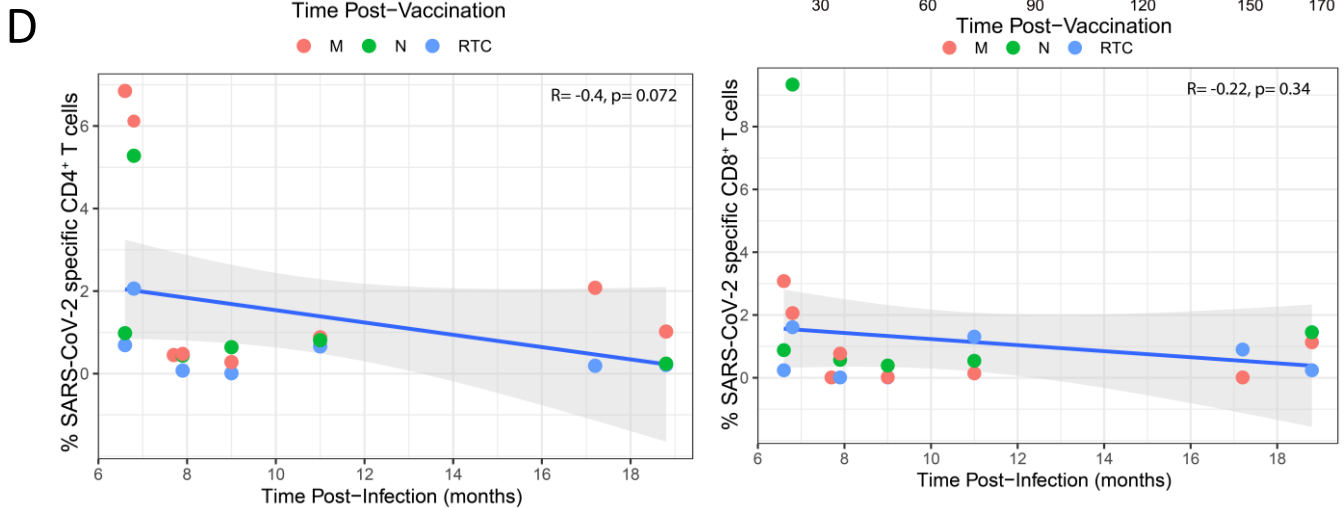 D
Time Post−Vaccination
M N RTC
R= -0.4, p= 0.072
% SARS-CoV-2 specific CD4⁺ T cells
6
4
2
0
6 8 10 12 14 16 18
Time Post−Infection (months)
30 60 90 120 150 170
Time Post−Vaccination
M N RTC
R= -0.22, p= 0.34
% SARS-CoV-2 specific CD8⁺ T cells
8
6
4
2
0
6 8 10 12 14 16 18
Time Post−Infection (months)